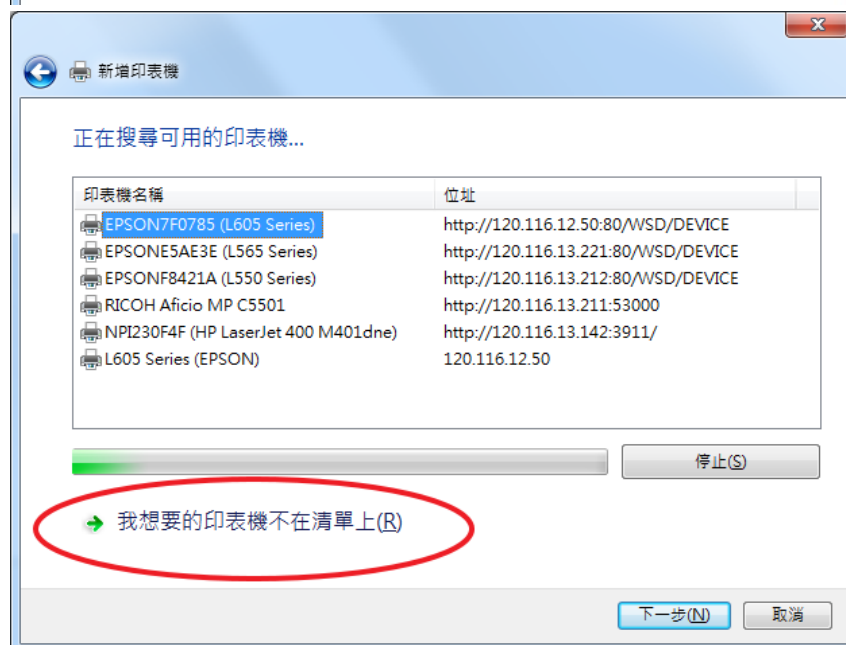 新增印表機
正在搜尋可用的印表機...
印表機名稱 位址
EPSON7F0785 (L605 Series) http://120.116.12.50:80/WSD/DEVICE
EPSONE5AE3E (L565 Series) http://120.116.13.221:80/WSD/DEVICE
EPSONF8421A (L550 Series) http://120.116.13.212:80/WSD/DEVICE
RICOH Aficio MP C5501 http://120.116.13.211:53000
NPI230F4F (HP LaserJet 400 M401dne) http://120.116.13.142:3911/
L605 Series (EPSON) 120.116.12.50
停止(S)
我想要的印表機不在清單上(R)
下一步(N) 取消